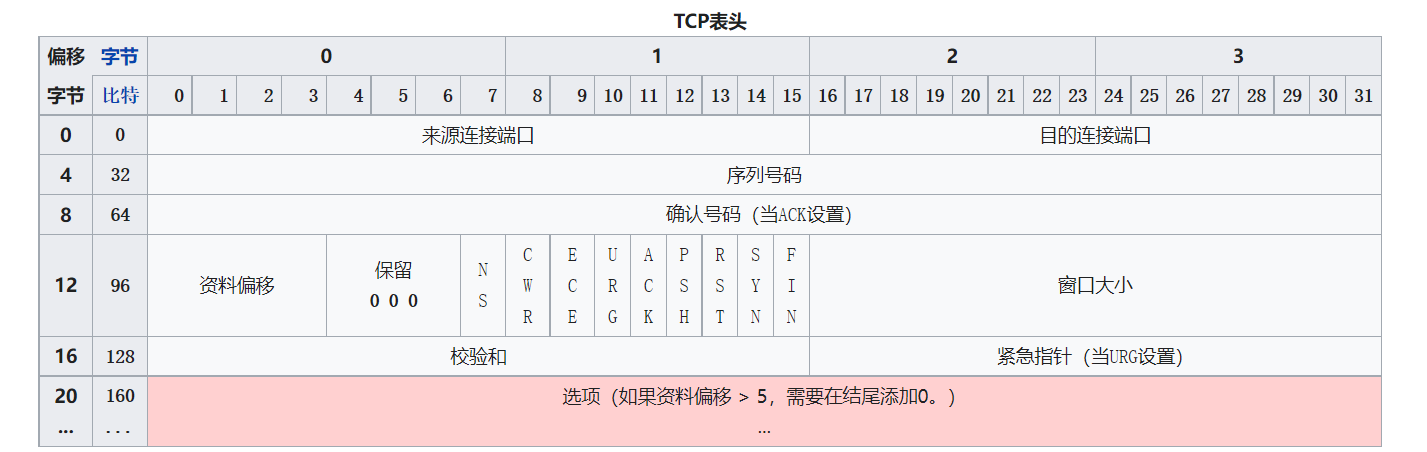 TCP表头
偏移 字节 0 1 2 3
字节 比特 0 1 2 3 4 5 6 7 8 9 10 11 12 13 14 15 16 17 18 19 20 21 22 23 24 25 26 27 28 29 30 31
0 0 来源连接端口 目的连接端口
4 32 序列号码
8 64 确认号码（当ACK设置）
12 96 资料偏移 保留 0 0 0 NS CWR ECE URG ACK PSH RST SYN FIN 窗口大小
16 128 校验和 紧急指针（当URG设置）
20 160 选项（如果资料偏移 > 5，需要在结尾添加0。）
... ... ...